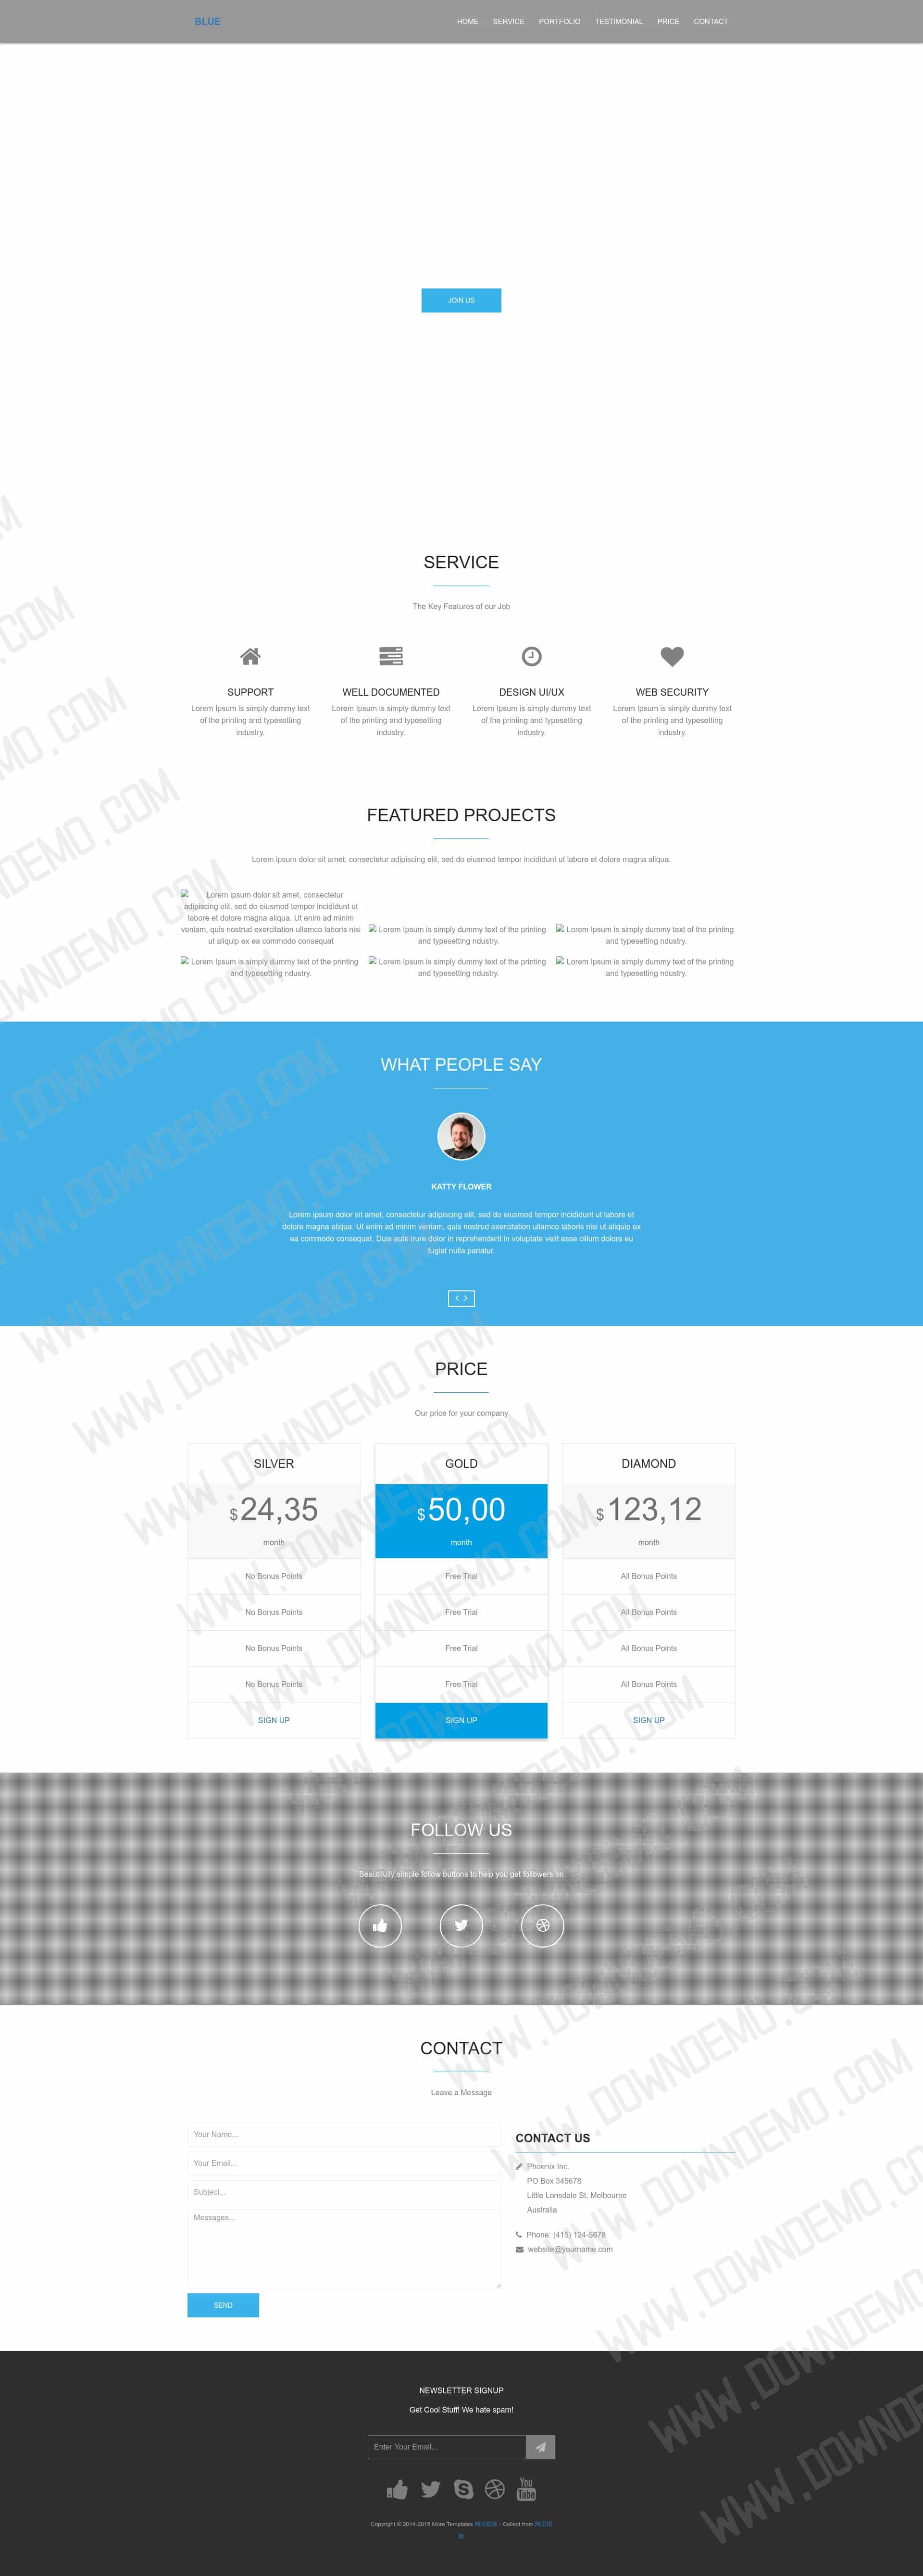 BLUE
HOME SERVICE PORTFOLIO TESTIMONIAL PRICE CONTACT
JOIN US
SERVICE
The Key Features of our Job
SUPPORT
Lorem Ipsum is simply dummy text
of the printing and typesetting
industry.
WELL DOCUMENTED
Lorem Ipsum is simply dummy text
of the printing and typesetting
industry.
DESIGN UI/UX
Lorem Ipsum is simply dummy text
of the printing and typesetting
industry.
WEB SECURITY
Lorem Ipsum is simply dummy text
of the printing and typesetting
industry.
FEATURED PROJECTS
Lorem ipsum dolor sit amet, consectetur adipiscing elit, sed do eiusmod tempor incididunt ut labore et dolore magna aliqua.
Lorem ipsum dolor sit amet, consectetur
adipiscing elit, sed do eiusmod tempor incididunt ut
labore et dolore magna aliqua. Ut enim ad minim
veniam, quis nostrud exercitation ullamco laboris nisi
ut aliquip ex ea commodo consequat
Lorem Ipsum is simply dummy text of the printing
and typesetting ndustry.
Lorem Ipsum is simply dummy text of the printing
and typesetting ndustry.
Lorem Ipsum is simply dummy text of the printing
and typesetting ndustry.
Lorem Ipsum is simply dummy text of the printing
and typesetting ndustry.
Lorem Ipsum is simply dummy text of the printing
and typesetting ndustry.
WHAT PEOPLE SAY
KATTY FLOWER
Lorem ipsum dolor sit amet, consectetur adipiscing elit, sed do eiusmod tempor incididunt ut labore et
dolore magna aliqua. Ut enim ad minim veniam, quis nostrud exercitation ullamco laboris nisi ut aliquip ex
ea commodo consequat. Duis aute irure dolor in reprehenderit in voluptate velit esse cillum dolore eu
fugiat nulla pariatur.
PRICE
Our price for your company
SILVER
$ 24,35
month
No Bonus Points
No Bonus Points
No Bonus Points
No Bonus Points
SIGN UP
GOLD
$ 50,00
month
Free Trial
Free Trial
Free Trial
Free Trial
SIGN UP
DIAMOND
$ 123,12
month
All Bonus Points
All Bonus Points
All Bonus Points
All Bonus Points
SIGN UP
FOLLOW US
Beautifully simple follow buttons to help you get followers on
CONTACT
Leave a Message
Your Name...
Your Email...
Subject...
Messages...
SEND
CONTACT US
Phoenix Inc.
PO Box 345678
Little Lonsdale St, Melbourne
Australia
Phone: (415) 124-5678
website@yourname.com
NEWSLETTER SIGNUP
Get Cool Stuff! We hate spam!
Enter Your Email...
You
Tube
Copyright © 2014-2015 More Templates 网站模板 - Collect from 网页模
板
WWW.DOWNDEMO.COM